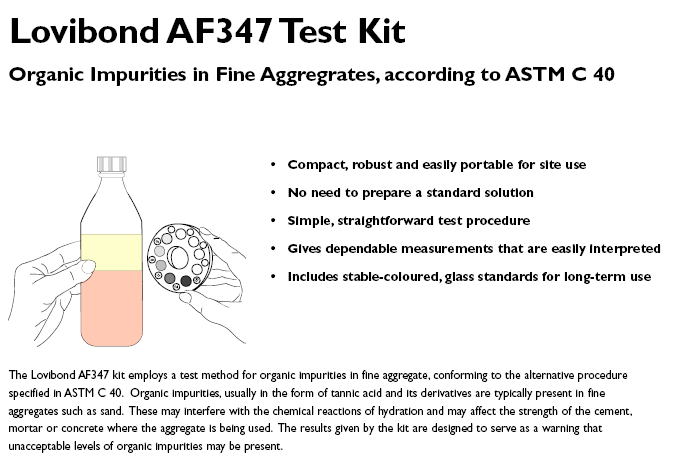 Lovibond AF347 Test Kit
Organic Impurities in Fine Aggregrates, according to ASTM C 40
• Compact, robust and easily portable for site use
• No need to prepare a standard solution
• Simple, straightforward test procedure
• Gives dependable measurements that are easily interpreted
• Includes stable-coloured, glass standards for long-term use
The Lovibond AF347 kit employs a test method for organic impurities in fine aggregate, conforming to the alternative procedure
specified in ASTM C 40. Organic impurities, usually in the form of tannic acid and its derivatives are typically present in fine
aggregates such as sand. These may interfere with the chemical reactions of hydration and may affect the strength of the cement,
mortar or concrete where the aggregate is being used. The results given by the kit are designed to serve as a warning that
unacceptable levels of organic impurities may be present.